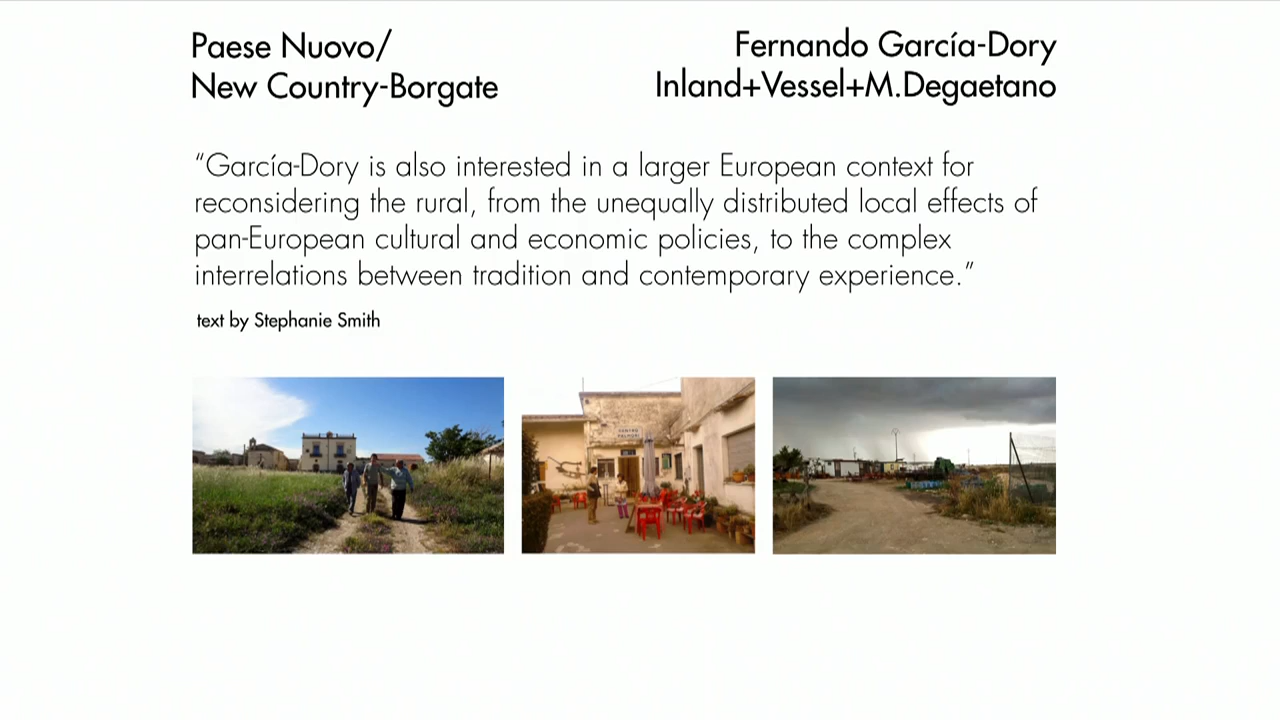 Paese Nuovo/
New Country-Borgate
Fernando García-Dory
Inland+Vessel+M.Degaetano
“García-Dory is also interested in a larger European context for
reconsidering the rural, from the unequally distributed local effects of
pan-European cultural and economic policies, to the complex
interrelations between tradition and contemporary experience.”
text by Stephanie Smith